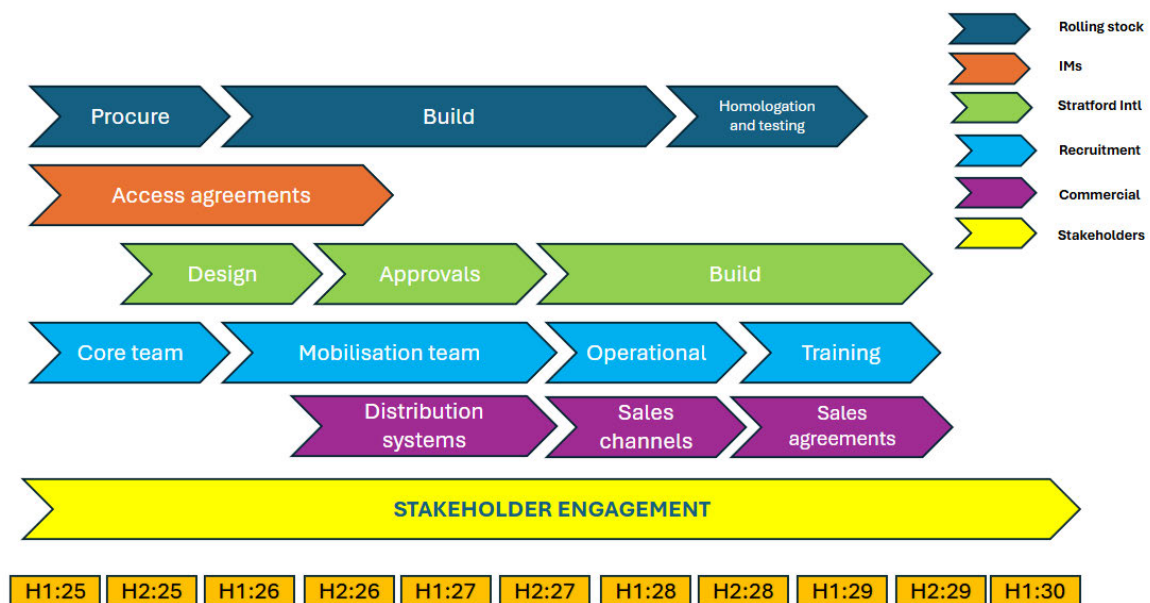 Rolling stock
IMs
Stratford Intl
Recruitment
Commercial
Stakeholders
Procure
Build
Homologation
and testing
Access agreements
Design
Approvals
Build
Core team
Mobilisation team
Operational
Training
Distribution
systems
Sales
channels
Sales
agreements
STAKEHOLDER ENGAGEMENT
H1:25
H2:25
H1:26
H2:26
H1:27
H2:27
H1:28
H2:28
H1:29
H2:29
H1:30